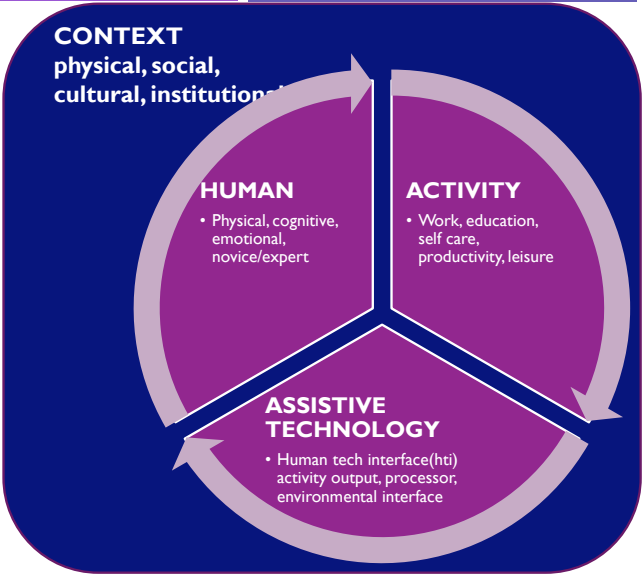 CONTEXT
physical, social,
cultural, institutional
HUMAN
• Physical, cognitive,
emotional,
novice/expert
ACTIVITY
• Work, education,
self care,
productivity, leisure
ASSISTIVE
TECHNOLOGY
• Human tech interface(hti)
activity output, processor,
environmental interface